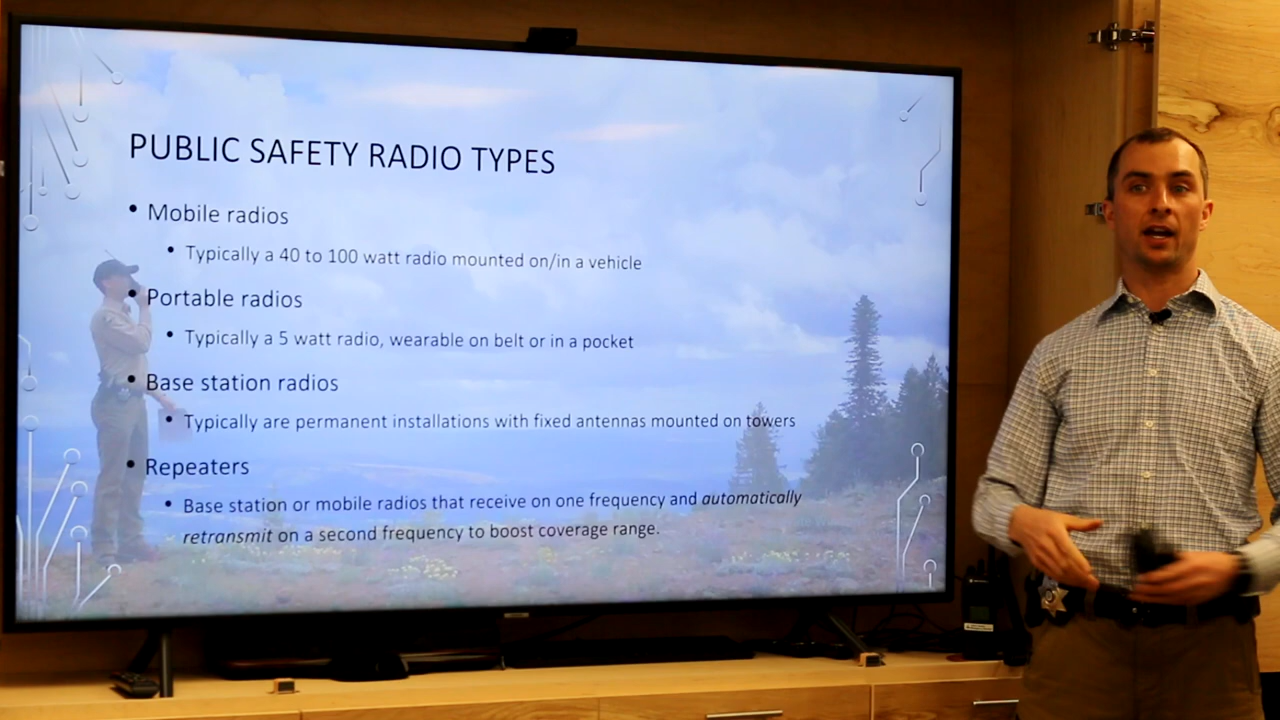 PUBLIC SAFETY RADIO TYPES
• Mobile radios
• Typically a 40 to 100 watt radio mounted on/in a vehicle
• Portable radios
• Typically a 5 watt radio, wearable on belt or in a pocket
• Base station radios
• Typically are permanent installations with fixed antennas mounted on towers
• Repeaters
• Base station or mobile radios that receive on one frequency and automatically
retransmit on a second frequency to boost coverage range.